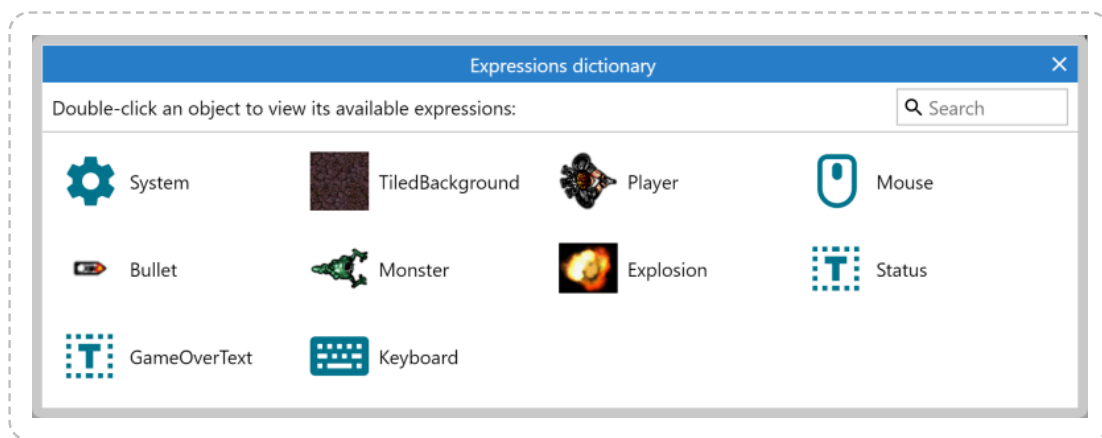 Expressions dictionary
Double-click an object to view its available expressions:
Search
System
TiledBackground
Player
Mouse
Bullet
Monster
Explosion
Status
GameOverText
Keyboard